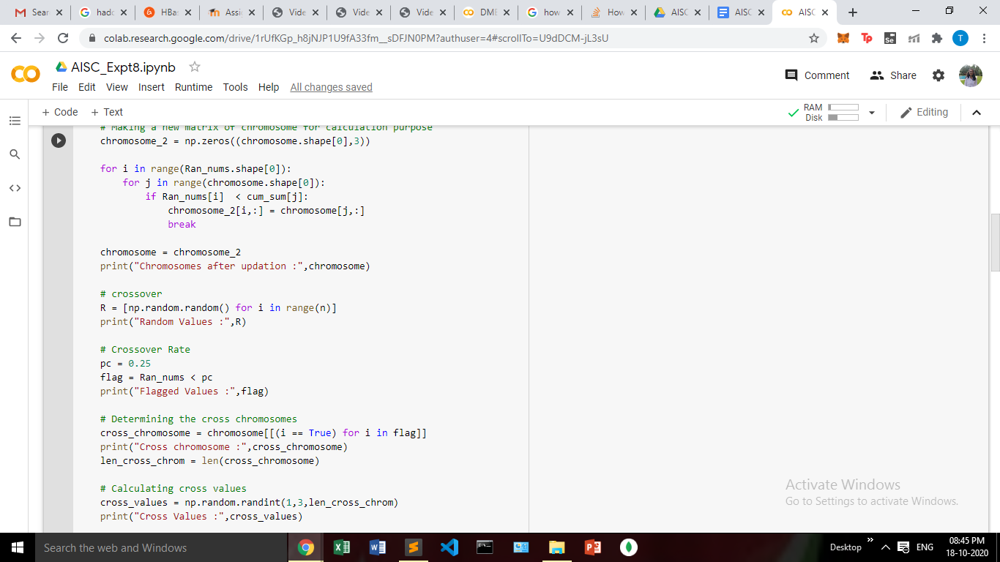 Sear
hadc
HBas
Assi
Vide
Vide
Vide
DME
how
How
AISC
AISC
AISC
colab.research.google.com/drive/1rUfKGp_h8jNJP1U9fA33fm__sDFJN0PM?authuser=4#scrollTo=U9dDCM-jL3sU
Tp
Se
T
AISC_Expt8.ipynb
File Edit View Insert Runtime Tools Help All changes saved
Comment Share
+ Code + Text
RAM
Disk
Editing
# Making a new matrix of chromosome for calculation purpose
chromosome_2 = np.zeros((chromosome.shape[0],3))
for i in range(Ran_nums.shape[0]):
for j in range(chromosome.shape[0]):
if Ran_nums[i]  < cum_sum[j]:
chromosome_2[i,:] = chromosome[j,:]
break
chromosome = chromosome_2
print("Chromosomes after updation :",chromosome)
# crossover
R = [np.random.random() for i in range(n)]
print("Random Values :",R)
# Crossover Rate
pc = 0.25
flag = Ran_nums < pc
print("Flagged Values :",flag)
# Determining the cross chromosomes
cross_chromosome = chromosome[[(i == True) for i in flag]]
print("Cross chromosome :",cross_chromosome)
len_cross_chrom = len(cross_chromosome)
# Calculating cross values
cross_values = np.random.randint(1,3,len_cross_chrom)
print("Cross Values :",cross_values)
Activate Windows
Go to Settings to activate Windows.
Search the web and Windows
Desktop
ENG
08:45 PM
18-10-2020